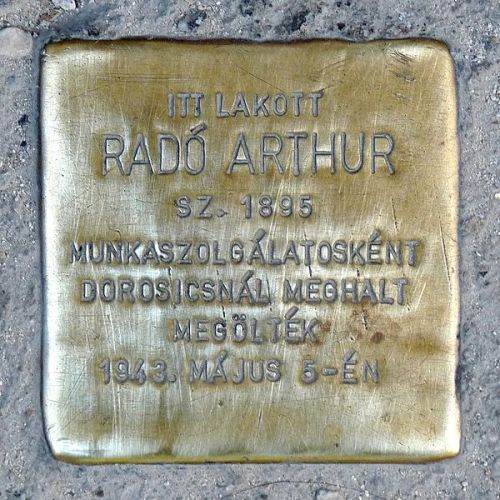 ITT LAKOTT
RADÓ ARTHUR
SZ. 1895
MUNKASZOLGÁLATOSKÉNT
DOROSICSNÁL MEGHALT
MEGÖLTÉK
1943. MÁJUS 5-ÉN